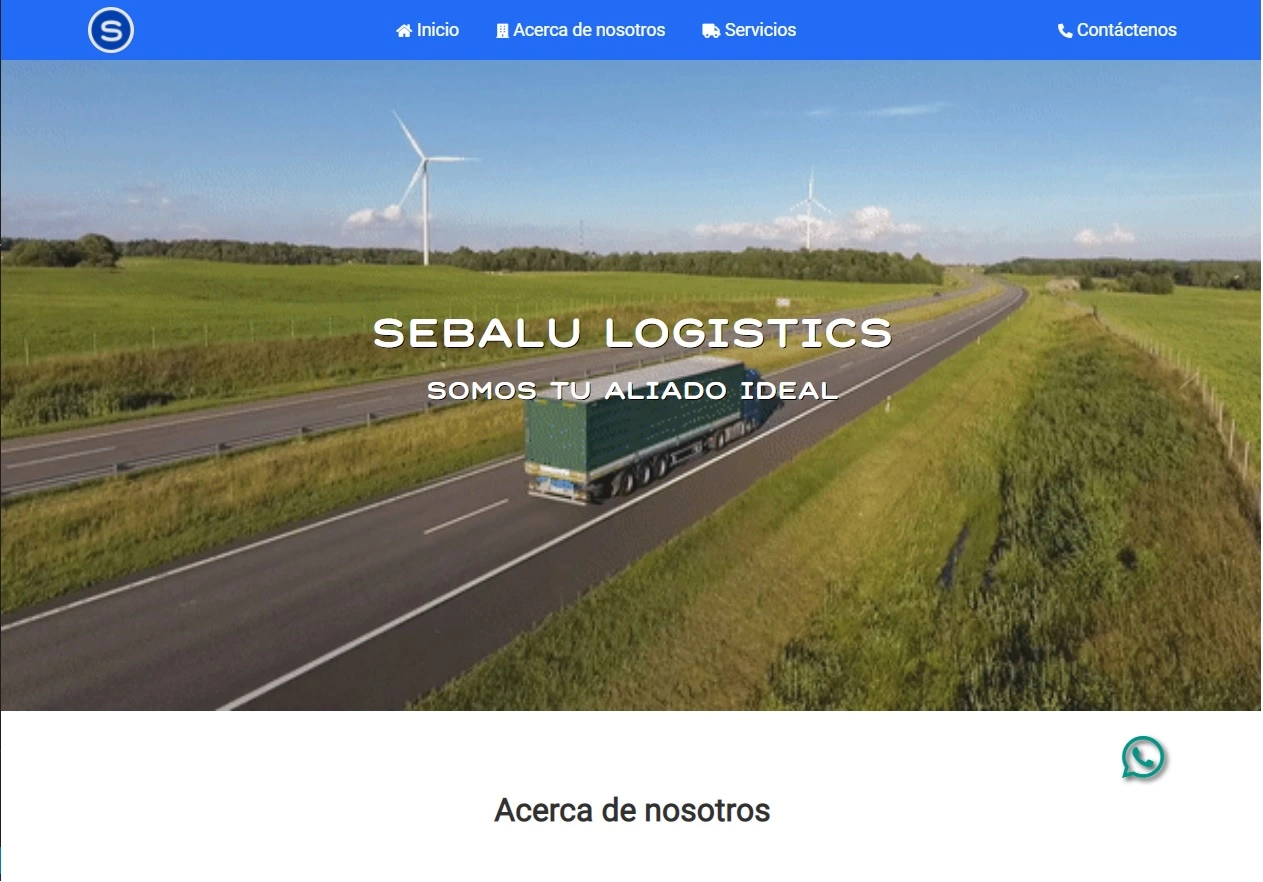 S
Inicio
Acerca de nosotros
Servicios
Contáctenos
SEBALU LOGISTICS
SOMOS TU ALIADO IDEAL
Acerca de nosotros